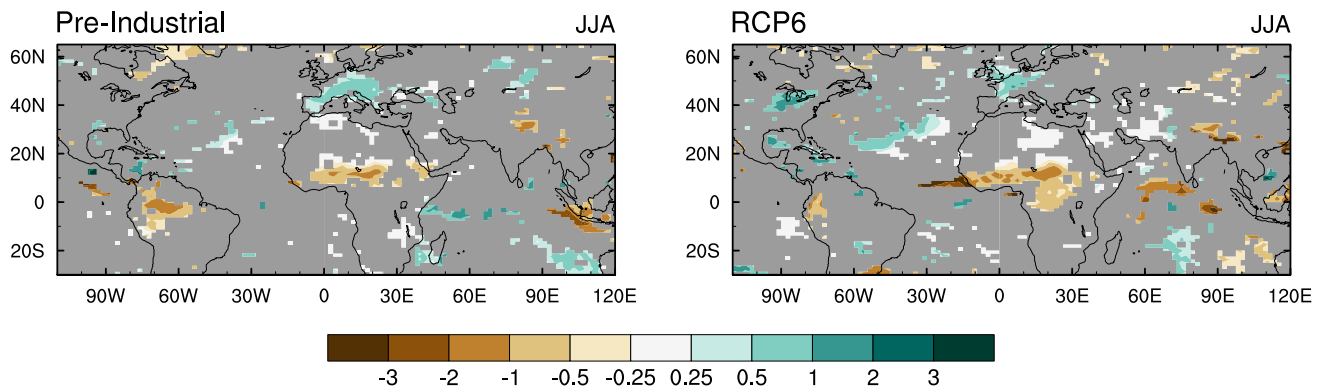 Pre-Industrial JJA RCP6 JJA
60N 60N
40N 40N
20N 20N
0 0
20S 20S
90W 60W 30W 0 30E 60E 90E 120E 90W 60W 30W 0 30E 60E 90E 120E
-3 -2 -1 -0.5 -0.25 0.25 0.5 1 2 3